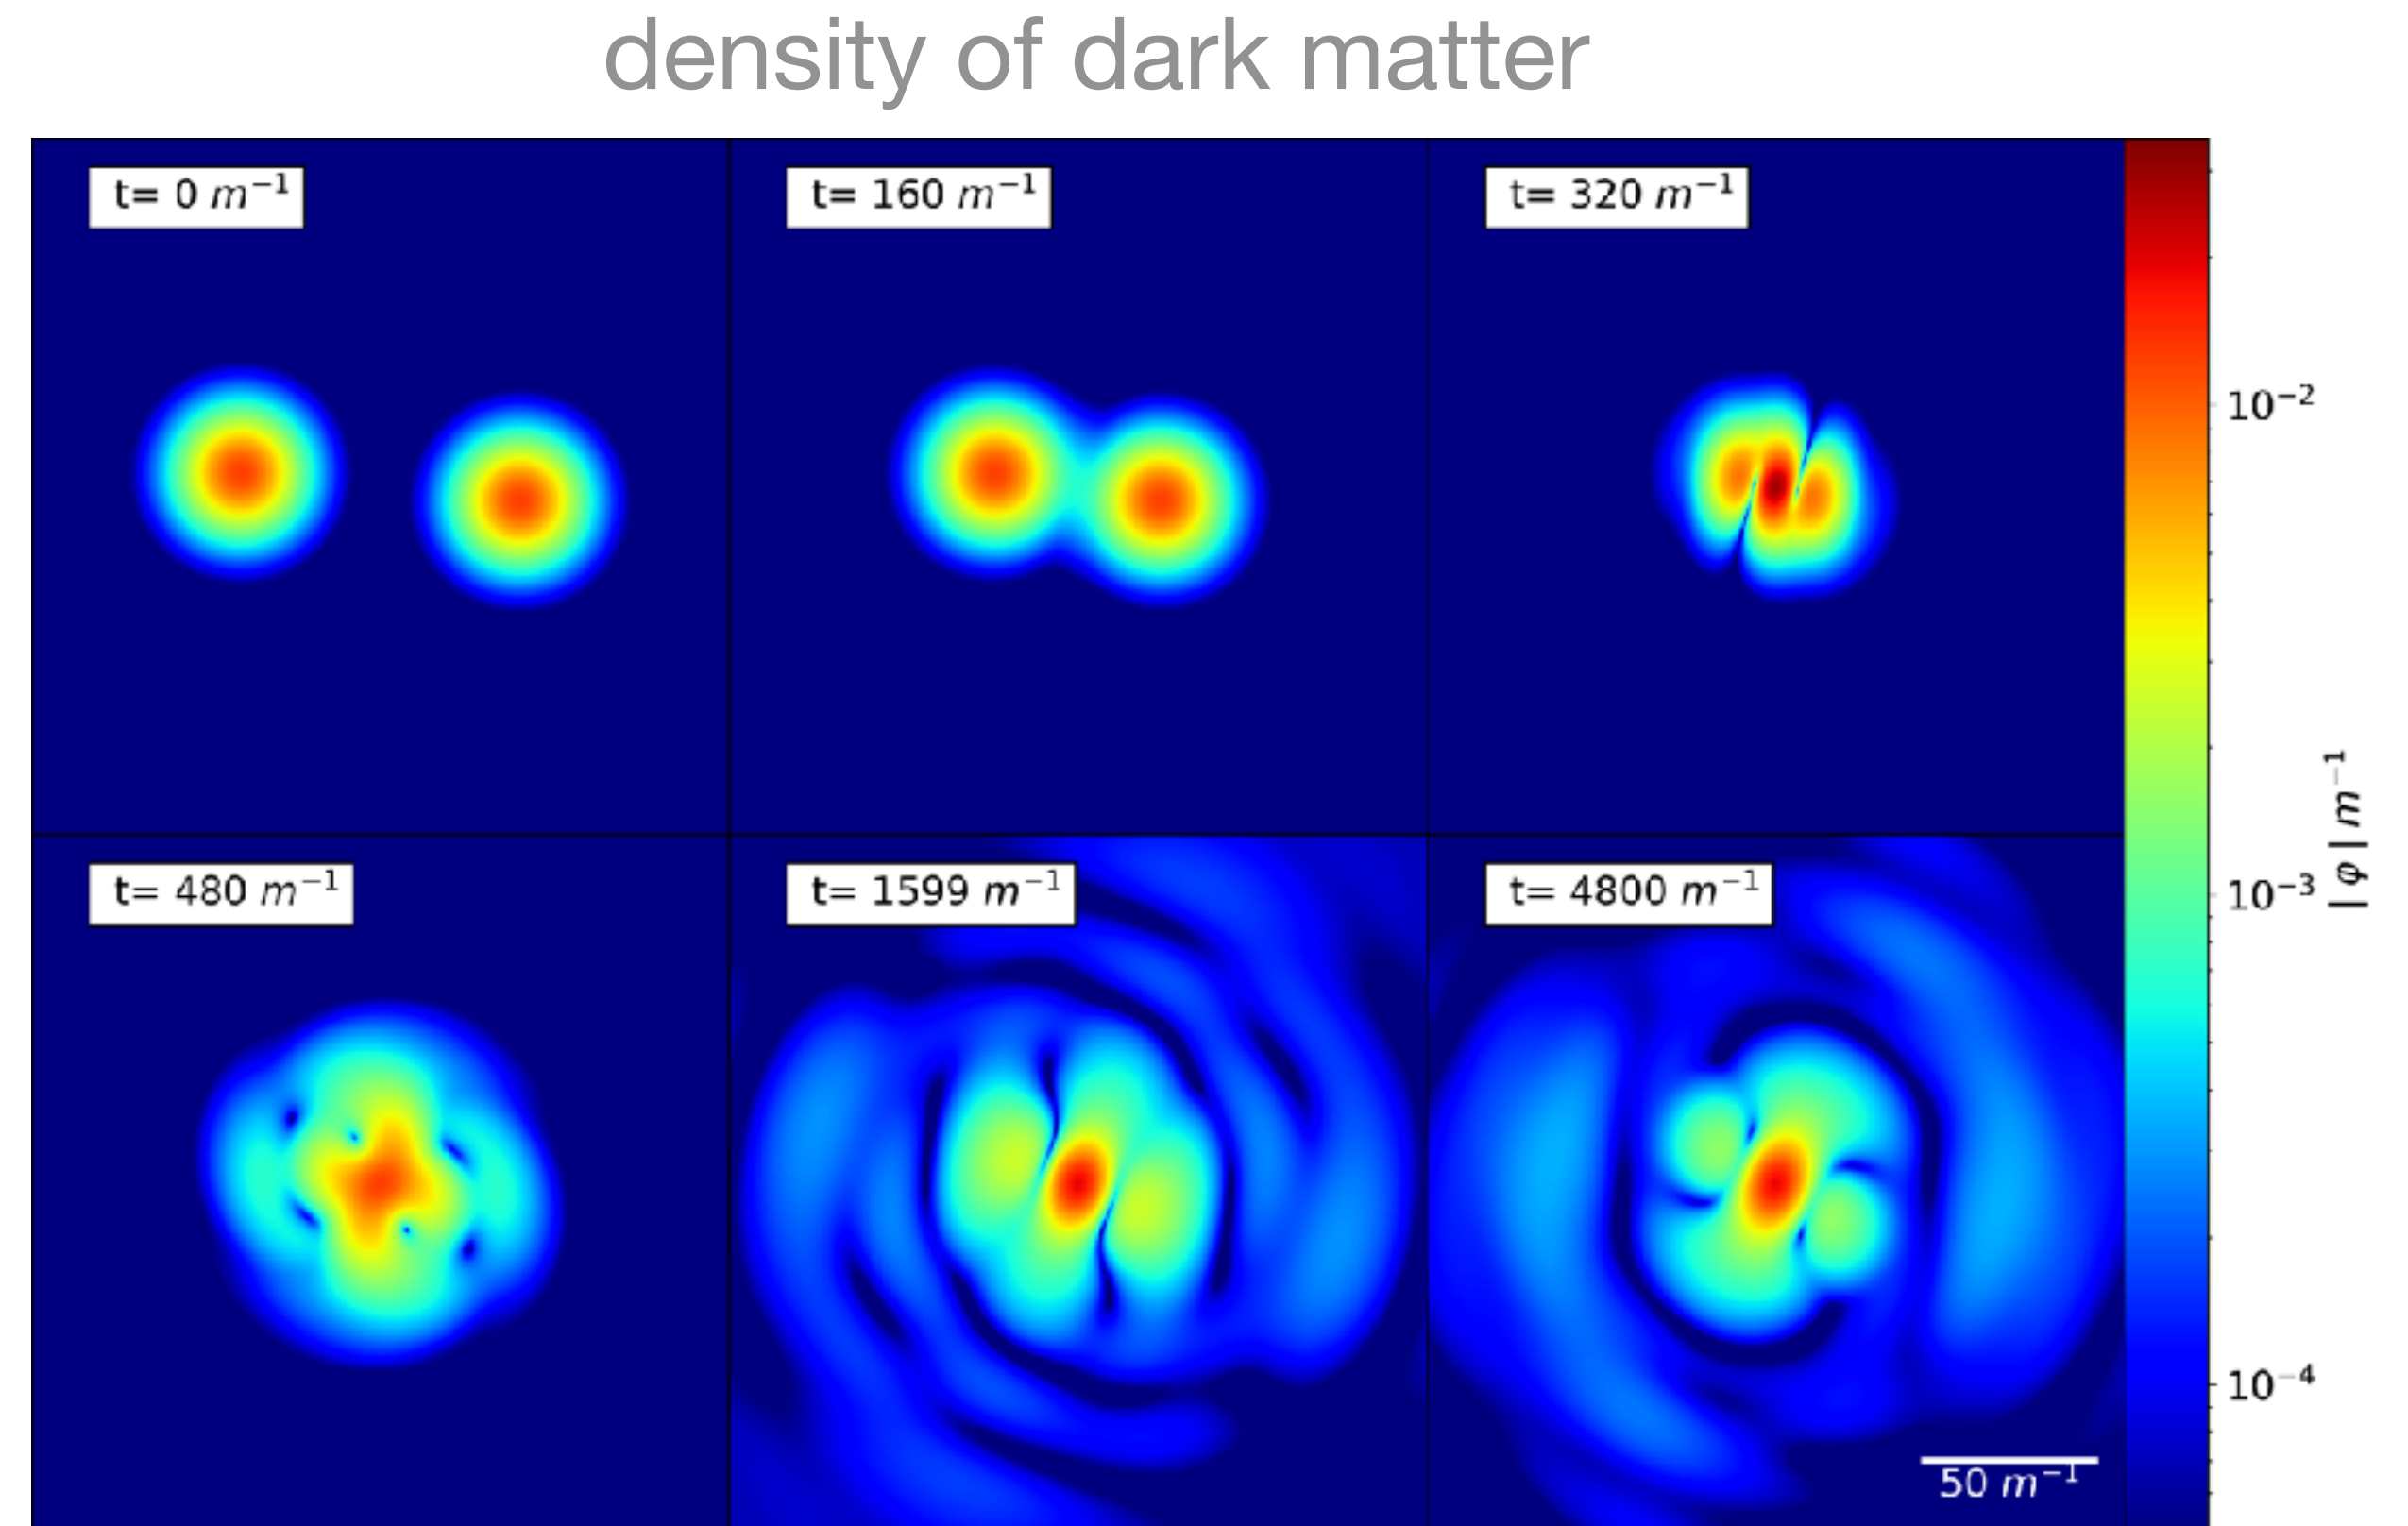 density of dark matter
t= 0 m⁻¹
t= 160 m⁻¹
t= 320 m⁻¹
t= 480 m⁻¹
t= 1599 m⁻¹
t= 4800 m⁻¹
50 m⁻¹
10⁻²
10⁻³
10⁻⁴
|φ| m⁻¹